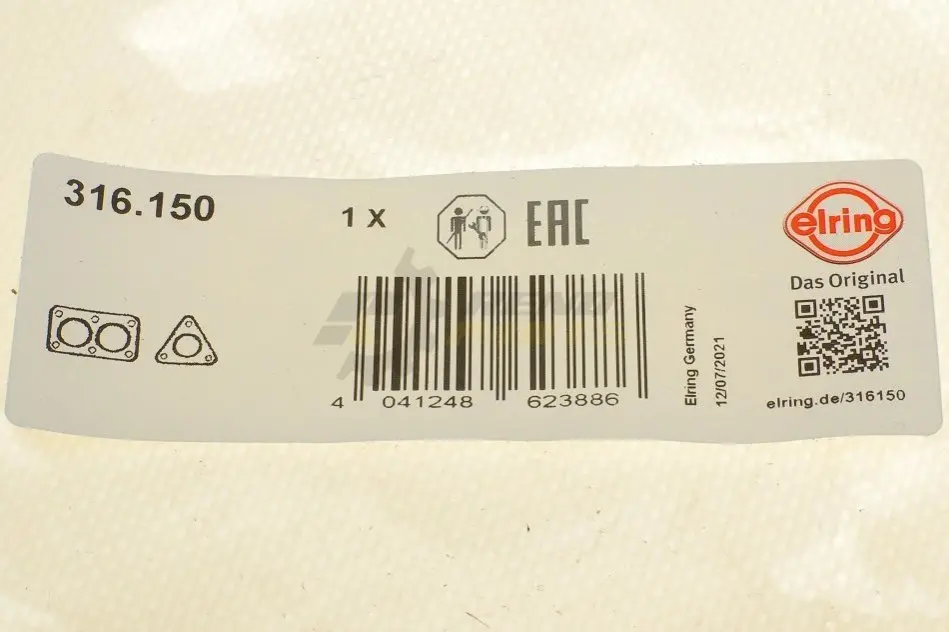 316.150
1 X
EAC
elring
Das Original
4 041248 623886
Elring Germany
12/07/2021
elring.de/316150